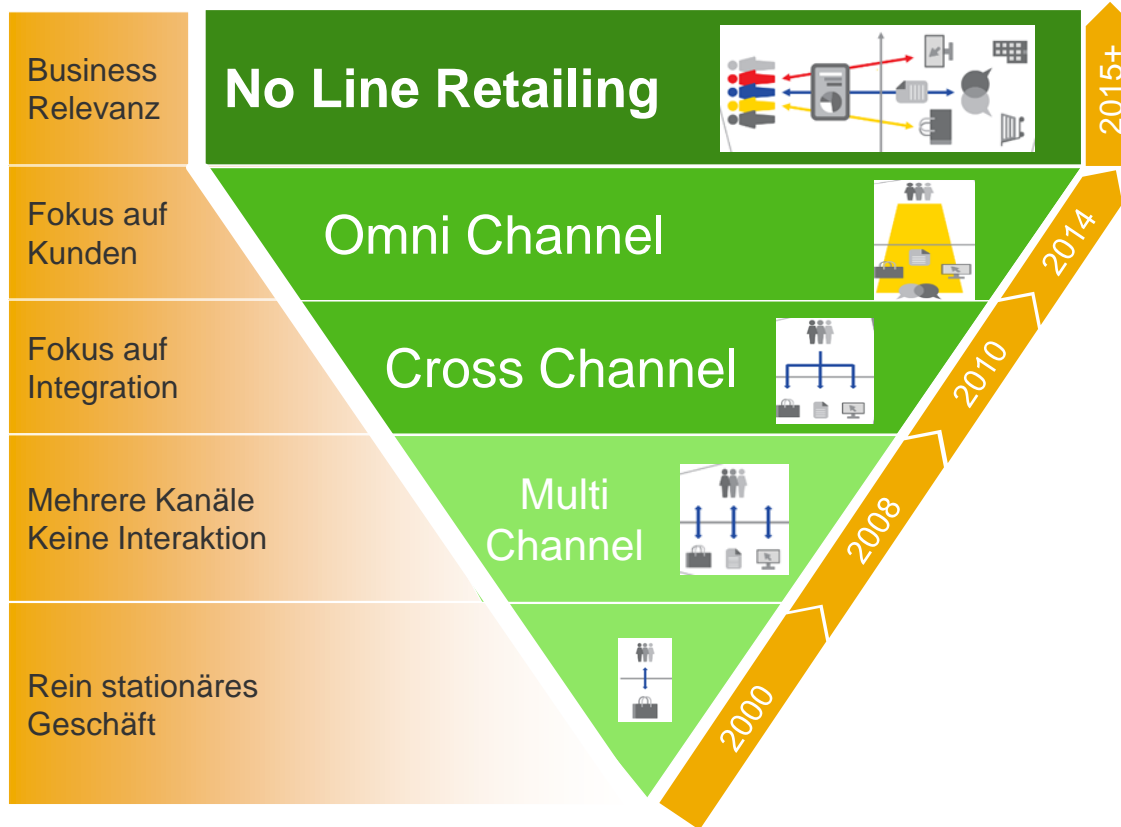 Business
Relevanz
No Line Retailing
2015+
Fokus auf
Kunden
Omni Channel
2014
Fokus auf
Integration
Cross Channel
2010
Mehrere Kanäle
Keine Interaktion
Multi
Channel
2008
Rein stationäres
Geschäft
2000